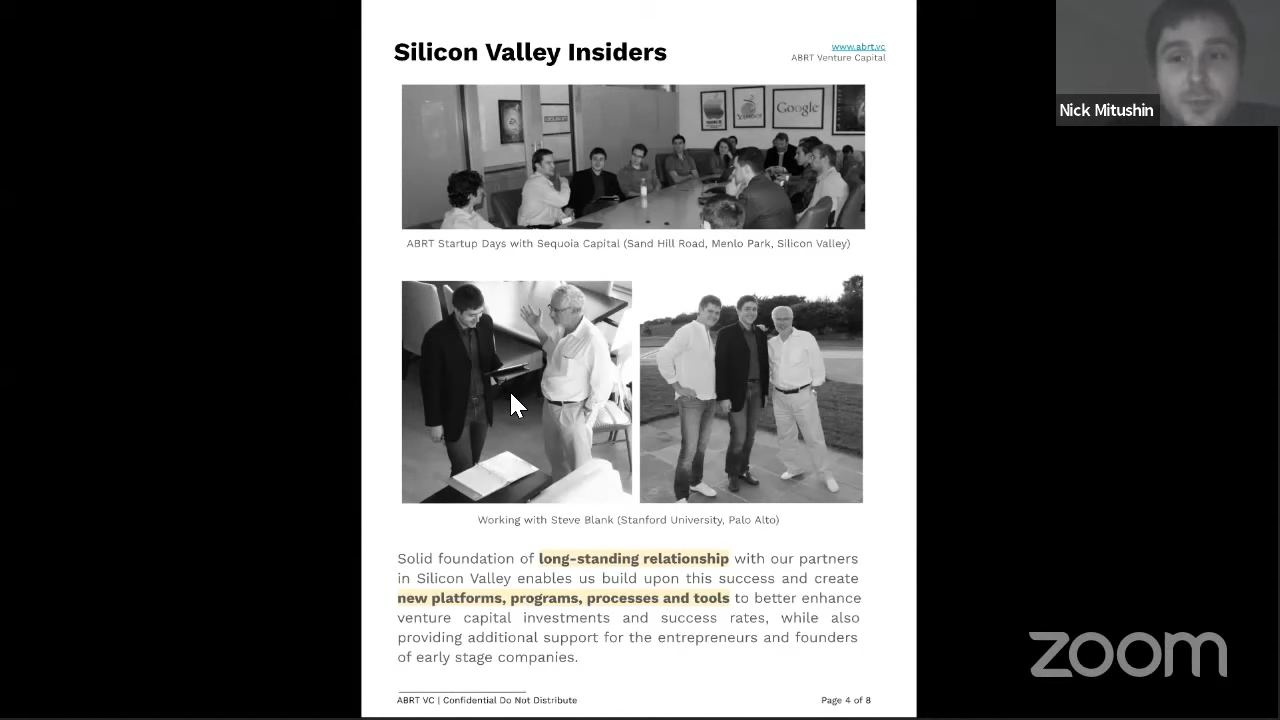 Silicon Valley Insiders
www.abrt.vc
ABRT Venture Capital
Nick Mitushin
YAHOO!
Google
ABRT Startup Days with Sequoia Capital (Sand Hill Road, Menlo Park, Silicon Valley)
Working with Steve Blank (Stanford University, Palo Alto)
Solid foundation of long-standing relationship with our partners
in Silicon Valley enables us build upon this success and create
new platforms, programs, processes and tools to better enhance
venture capital investments and success rates, while also
providing additional support for the entrepreneurs and founders
of early stage companies.
zoom
ABRT VC | Confidential Do Not Distribute
Page 4 of 8